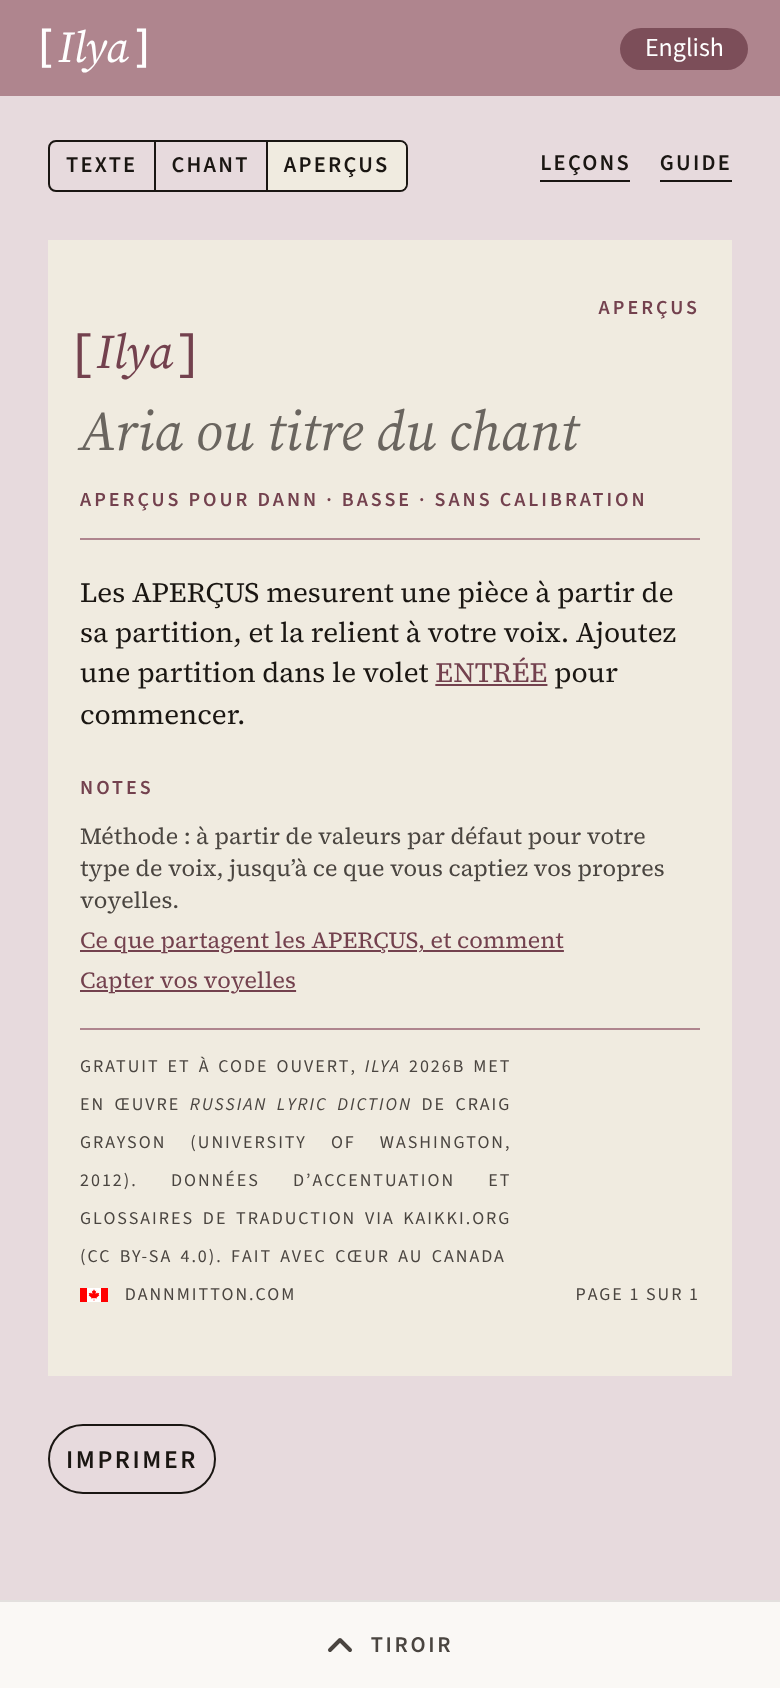 [Ilya]
English
TEXTE
CHANT
APERÇUS
LEÇONS
GUIDE
APERÇUS
[Ilya]
Aria ou titre du chant
APERÇUS POUR DANN · BASSE · SANS CALIBRATION
Les APERÇUS mesurent une pièce à partir de
sa partition, et la relient à votre voix. Ajoutez
une partition dans le volet ENTRÉE pour
commencer.
NOTES
Méthode : à partir de valeurs par défaut pour votre
type de voix, jusqu’à ce que vous captiez vos propres
voyelles.
Ce que partagent les APERÇUS, et comment
Capter vos voyelles
GRATUIT ET À CODE OUVERT, ILYA 2026B MET
EN ŒUVRE RUSSIAN LYRIC DICTION DE CRAIG
GRAYSON (UNIVERSITY OF WASHINGTON,
2012). DONNÉES D’ACCENTUATION ET
GLOSSAIRES DE TRADUCTION VIA KAIKKI.ORG
(CC BY-SA 4.0). FAIT AVEC CŒUR AU CANADA
DANNMITTON.COM
PAGE 1 SUR 1
IMPRIMER
TIROIR